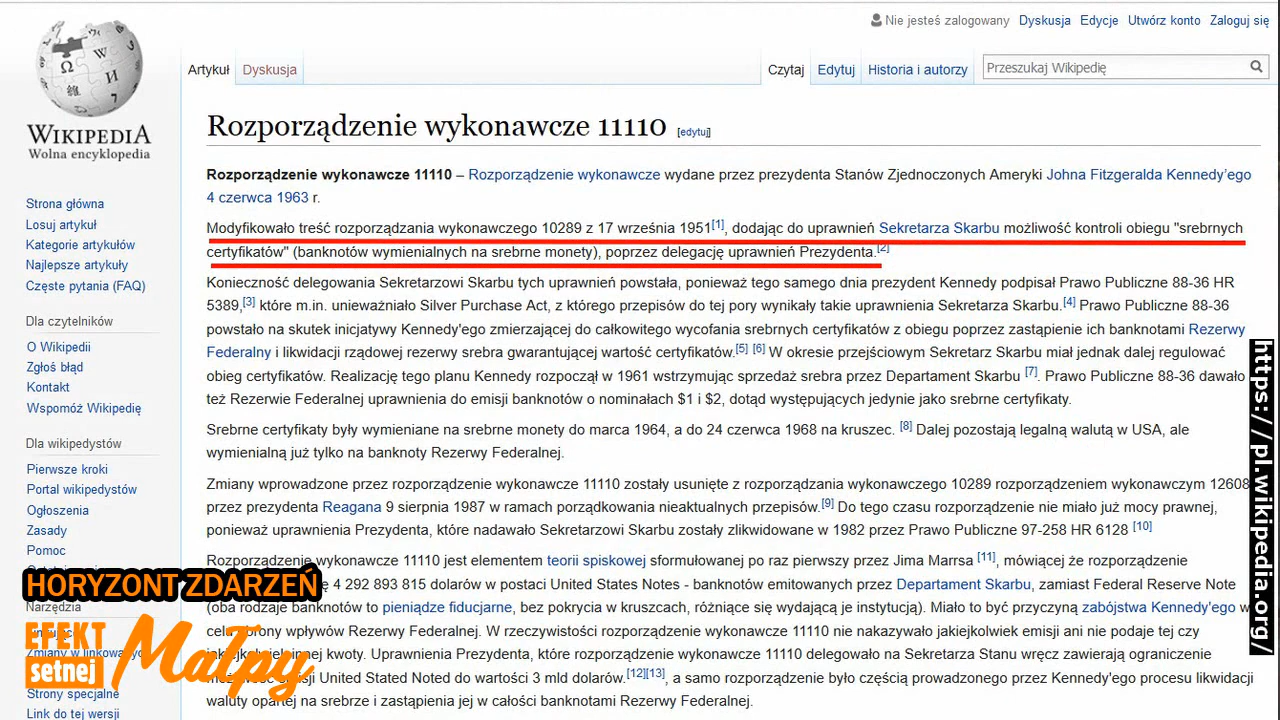 Nie jesteś zalogowany Dyskusja Edycje Utwórz konto Zaloguj się
Artykuł Dyskusja Czytaj Edytuj Historia i autorzy Przeszukaj Wikipedię
WIKIPEDIA
Wolna encyklopedia
Strona główna
Losuj artykuł
Kategorie artykułów
Najlepsze artykuły
Częste pytania (FAQ)
Dla czytelników
O Wikipedii
Zgłoś błąd
Kontakt
Wspomóż Wikipedię
Dla wikipedystów
Pierwsze kroki
Portal wikipedystów
Ogłoszenia
Zasady
Pomoc
Narzędzia
Zmiany w linkowanych
Strony specjalne
Link do tej wersji
Rozporządzenie wykonawcze 11110 [edytuj]
Rozporządzenie wykonawcze 11110 – Rozporządzenie wykonawcze wydane przez prezydenta Stanów Zjednoczonych Ameryki Johna Fitzgeralda Kennedy'ego
4 czerwca 1963 r.
Modyfikowało treść rozporządzania wykonawczego 10289 z 17 września 1951[1], dodając do uprawnień Sekretarza Skarbu możliwość kontroli obiegu "srebrnych
certyfikatów" (banknotów wymienialnych na srebrne monety), poprzez delegację uprawnień Prezydenta.[2]
Konieczność delegowania Sekretarzowi Skarbu tych uprawnień powstała, ponieważ tego samego dnia prezydent Kennedy podpisał Prawo Publiczne 88-36 HR
5389,[3] które m.in. unieważniało Silver Purchase Act, z którego przepisów do tej pory wynikały takie uprawnienia Sekretarza Skarbu.[4] Prawo Publiczne 88-36
powstało na skutek inicjatywy Kennedy'ego zmierzającej do całkowitego wycofania srebrnych certyfikatów z obiegu poprzez zastąpienie ich banknotami Rezerwy
Federalny i likwidacji rządowej rezerwy srebra gwarantującej wartość certyfikatów.[5] [6] W okresie przejściowym Sekretarz Skarbu miał jednak dalej regulować
obieg certyfikatów. Realizację tego planu Kennedy rozpoczął w 1961 wstrzymując sprzedaż srebra przez Departament Skarbu [7]. Prawo Publiczne 88-36 dawało
też Rezerwie Federalnej uprawnienia do emisji banknotów o nominałach $1 i $2, dotąd występujących jedynie jako srebrne certyfikaty.
Srebrne certyfikaty były wymieniane na srebrne monety do marca 1964, a do 24 czerwca 1968 na kruszec. [8] Dalej pozostają legalną walutą w USA, ale
wymienialną już tylko na banknoty Rezerwy Federalnej.
Zmiany wprowadzone przez rozporządzenie wykonawcze 11110 zostały usunięte z rozporządzania wykonawczego 10289 rozporządzeniem wykonawczym 12608
przez prezydenta Reagana 9 sierpnia 1987 w ramach porządkowania nieaktualnych przepisów.[9] Do tego czasu rozporządzenie nie miało już mocy prawnej,
ponieważ uprawnienia Prezydenta, które nadawało Sekretarzowi Skarbu zostały zlikwidowane w 1982 przez Prawo Publiczne 97-258 HR 6128 [10]
Rozporządzenie wykonawcze 11110 jest elementem teorii spiskowej sformułowanej po raz pierwszy przez Jima Marrsa [11], mówiącej że rozporządzenie
4 292 893 815 dolarów w postaci United States Notes - banknotów emitowanych przez Departament Skarbu, zamiast Federal Reserve Note
(oba rodzaje banknotów to pieniądze fiducjarne, bez pokrycia w kruszcach, różniące się wydającą je instytucją). Miało to być przyczyną zabójstwa Kennedy'ego w
celu obrony wpływów Rezerwy Federalnej. W rzeczywistości rozporządzenie wykonawcze 11110 nie nakazywało jakiejkolwiek emisji ani nie podaje tej czy
jakiejkolwiek innej kwoty. Uprawnienia Prezydenta, które rozporządzenie wykonawcze 11110 delegowało na Sekretarza Stanu wręcz zawierają ograniczenie
United Stated Noted do wartości 3 mld dolarów.[12][13], a samo rozporządzenie było częścią prowadzonego przez Kennedy'ego procesu likwidacji
waluty opartej na srebrze i zastąpienia jej w całości banknotami Rezerwy Federalnej.
https://pl.wikipedia.org/
HORYZONT ZDARZEŃ
EFEKT
setnej
Małpy